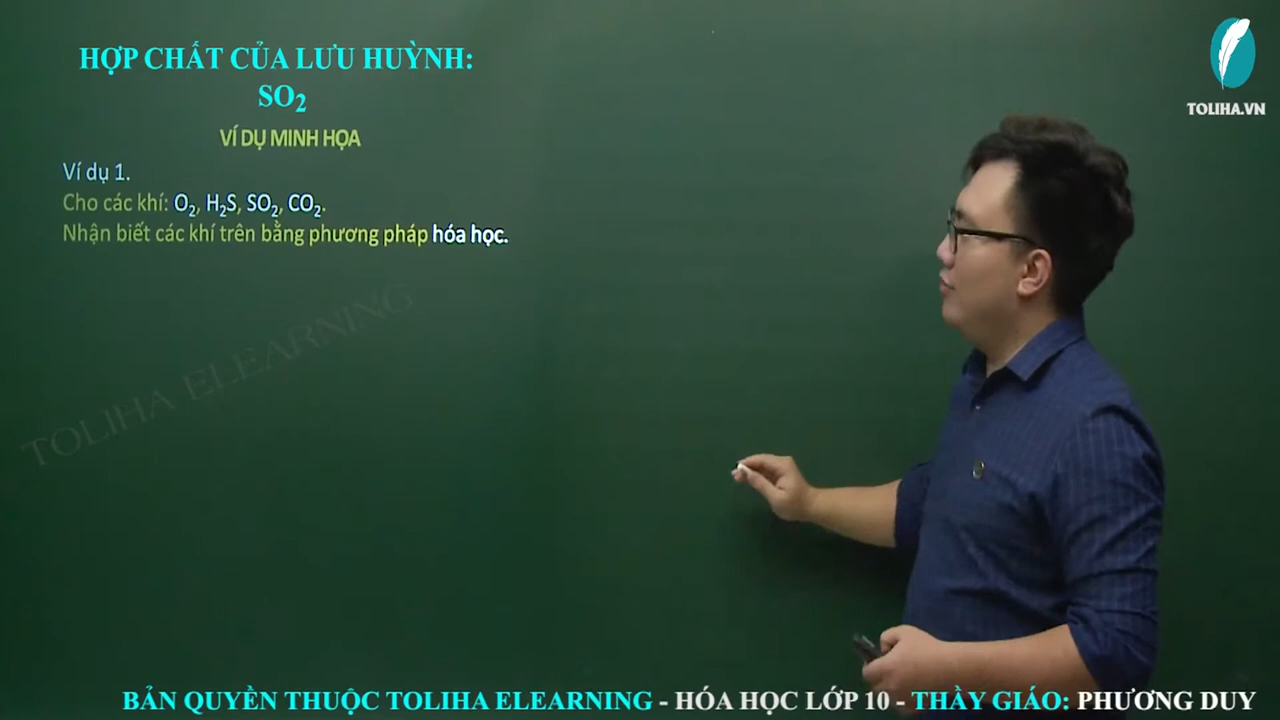 HỢP CHẤT CỦA LƯU HUỲNH:
SO₂
VÍ DỤ MINH HỌA
Ví dụ 1.
Cho các khí: O₂, H₂S, SO₂, CO₂.
Nhận biết các khí trên bằng phương pháp hóa học.
TOLIHA.VN
TOLIHA ELEARNING
BẢN QUYỀN THUỘC TOLIHA ELEARNING - HÓA HỌC LỚP 10 - THẦY GIÁO: PHƯƠNG DUY